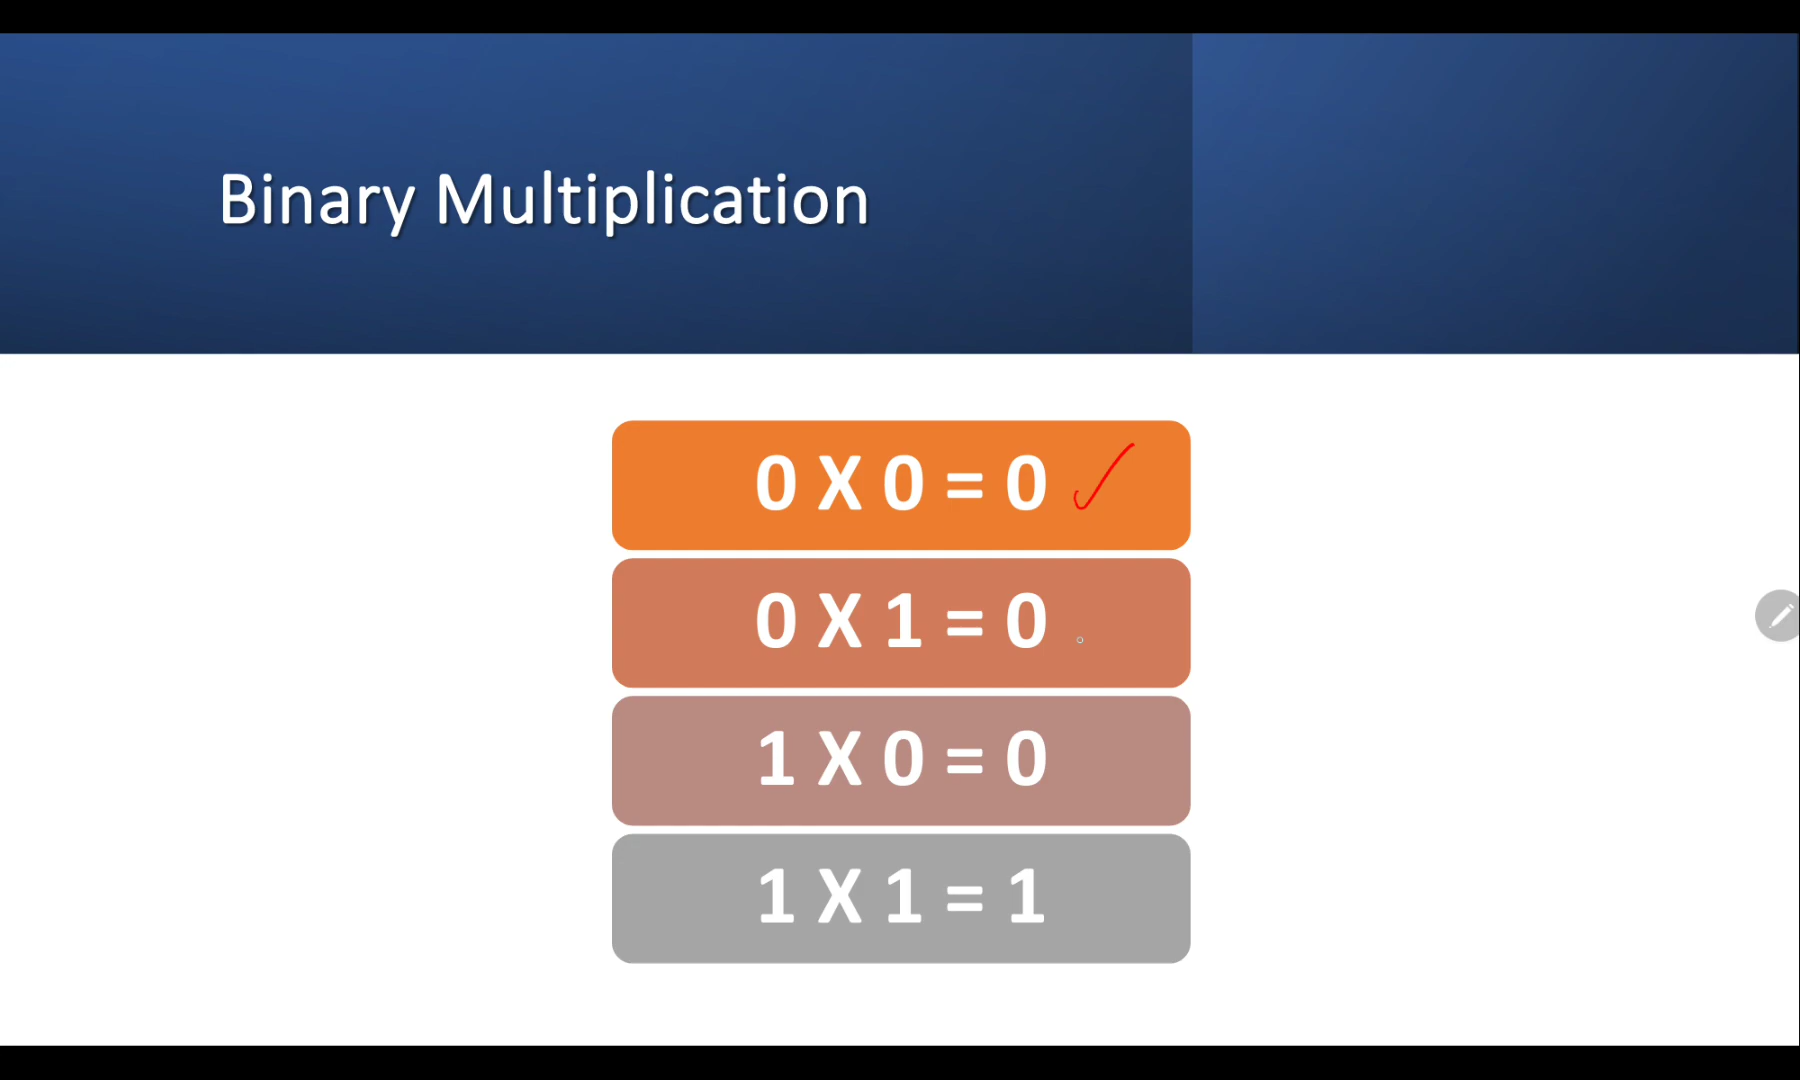 Binary Multiplication
0 X 0 = 0
0 X 1 = 0
1 X 0 = 0
1 X 1 = 1